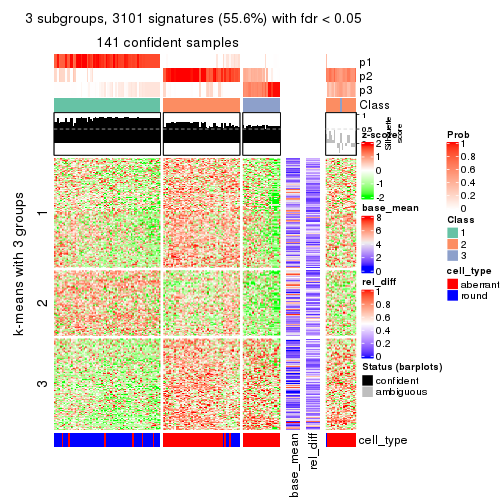 3 subgroups, 3101 signatures (55.6%) with fdr < 0.05
141 confident samples
p1
p2
p3
Class
1
0.5
0
Silhouette
score
k-means with 3 groups
1
2
3
cell_type
base_mean
rel_diff
z-score
2
1
0
-1
-2
base_mean
8
6
4
2
0
rel_diff
1
0.8
0.6
0.4
0.2
0
Status (barplots)
confident
ambiguous
Prob
1
0.8
0.6
0.4
0.2
0
Class
1
2
3
cell_type
aberrant
round